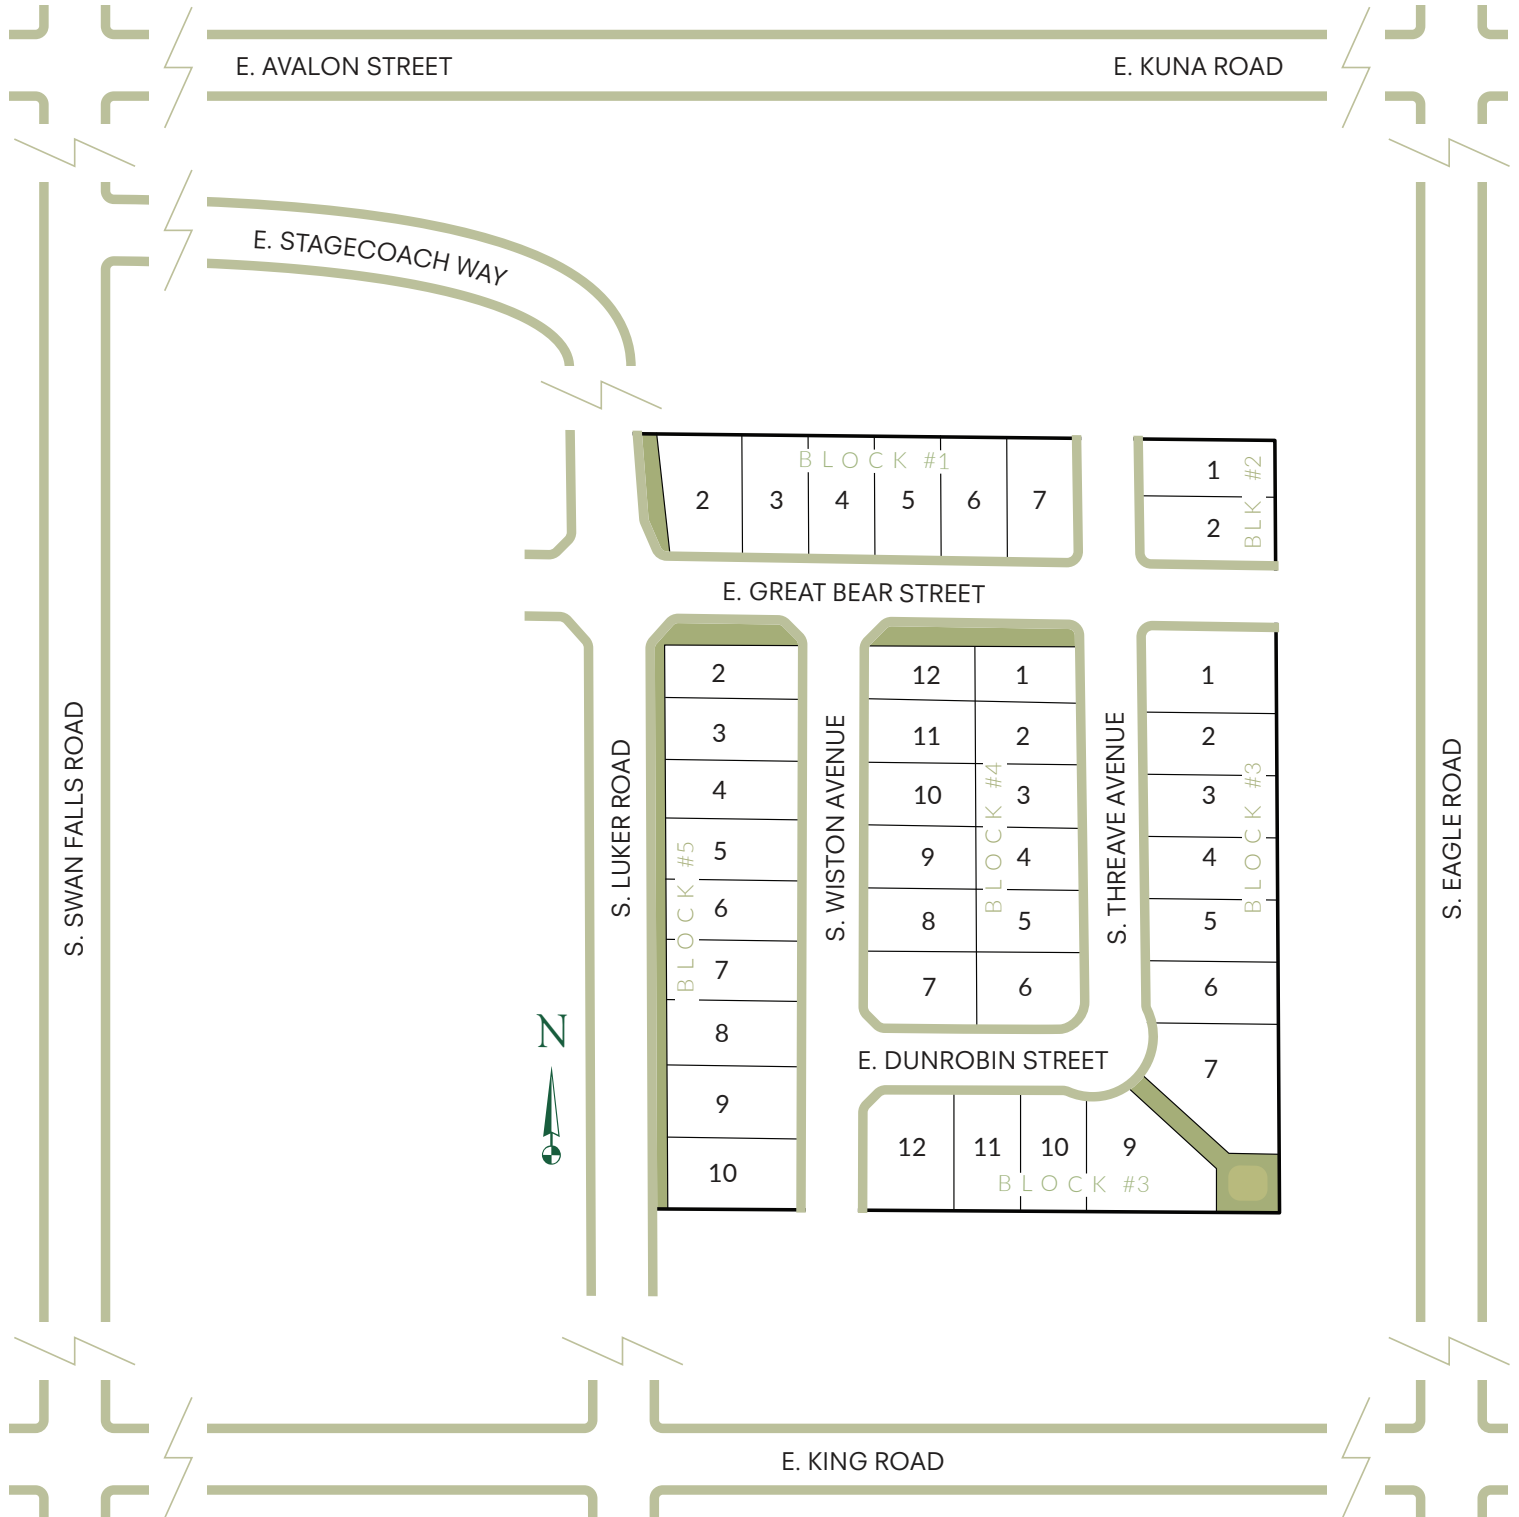 E. AVALON STREET
E. KUNA ROAD
E. STAGECOACH WAY
BLOCK #1
2 3 4 5 6 7
BLK #2
1
2
E. GREAT BEAR STREET
S. SWAN FALLS ROAD
S. LUKER ROAD
BLOCK #5
2
3
4
5
6
7
8
9
10
S. WISTON AVENUE
BLOCK #4
12 1
11 2
10 3
9 4
8 5
7 6
S. THREAVE AVENUE
BLOCK #3
1
2
3
4
5
6
7
S. EAGLE ROAD
N
E. DUNROBIN STREET
12 11 10 9
BLOCK #3
E. KING ROAD